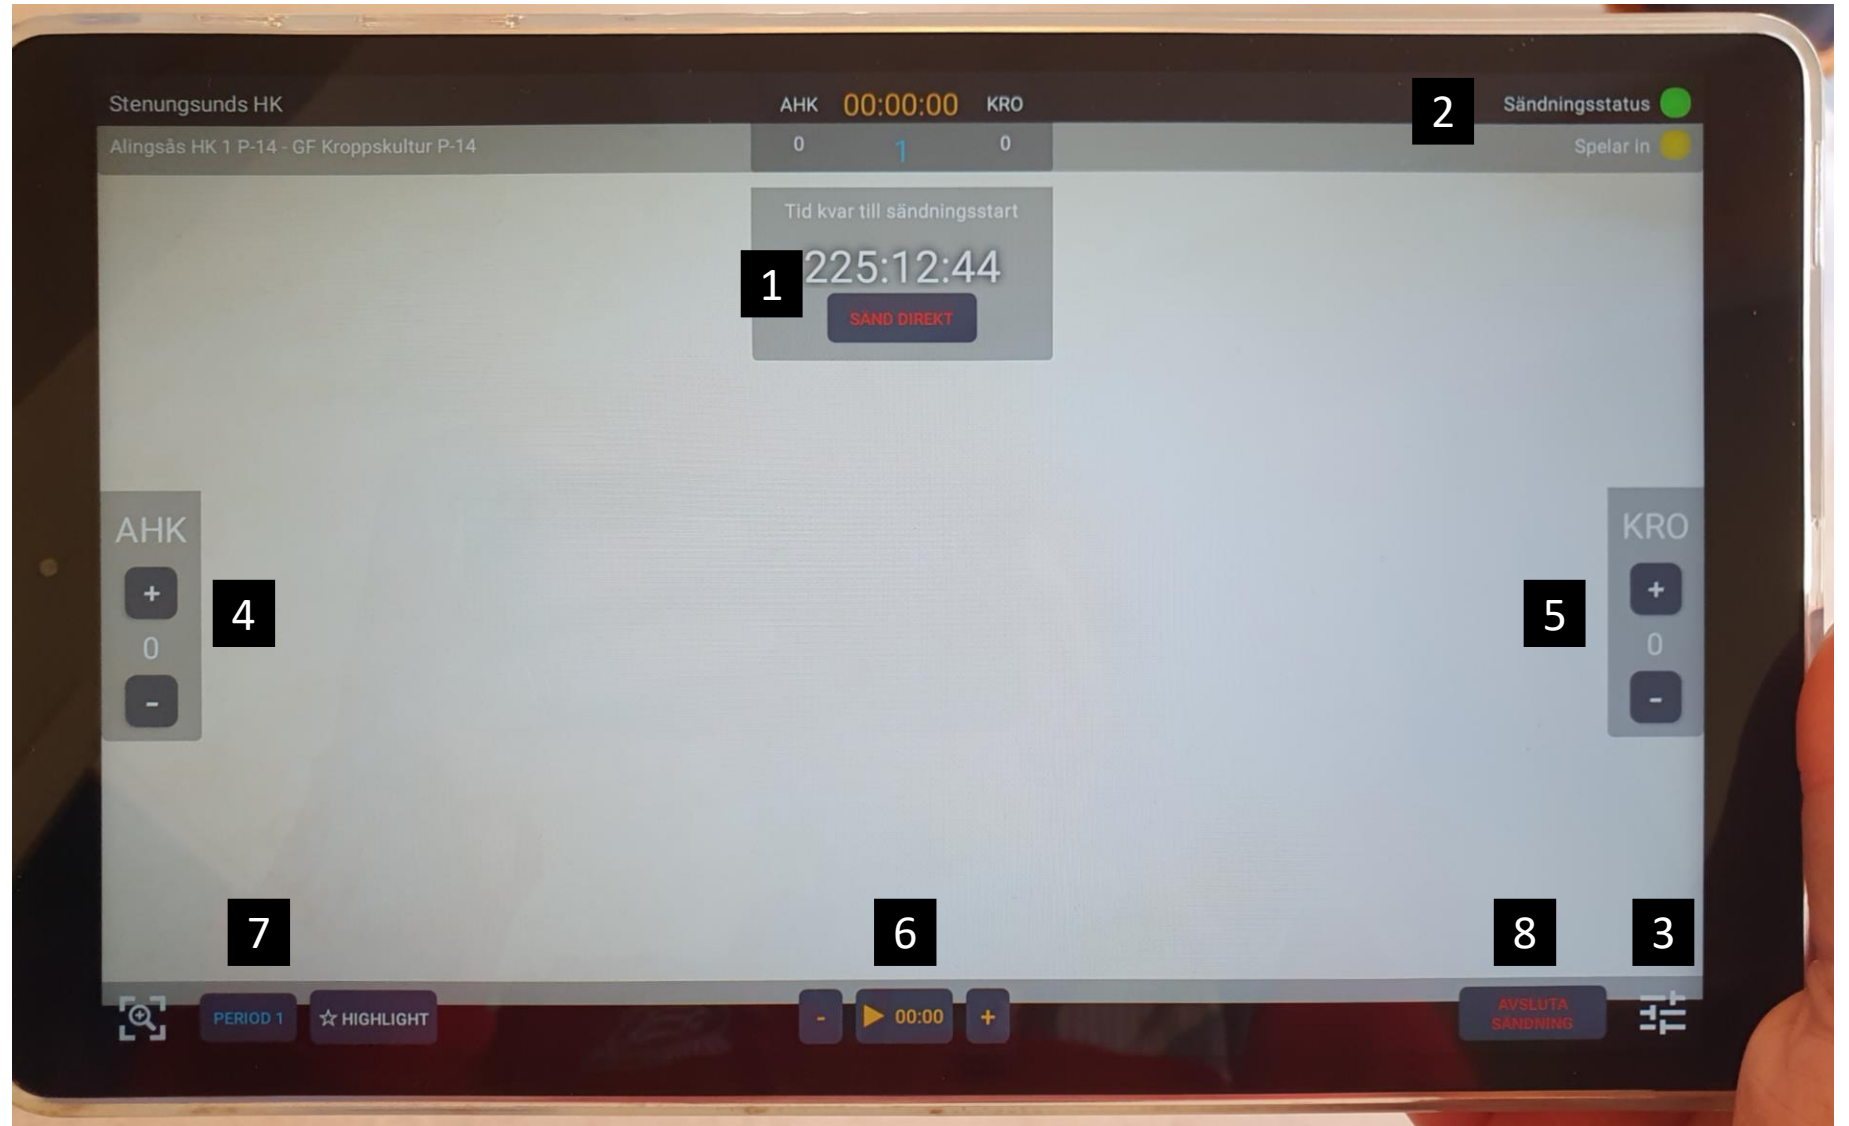 Stenungsunds HK
AHK 00:00:00 KRO
2
Sändningsstatus
Alingsås HK 1 P-14 - GF Kroppskultur P-14
0 1 0
Spelar in
Tid kvar till sändningsstart
1
225:12:44
SÄND DIREKT
AHK
+
0
-
4
5
KRO
+
0
-
7
6
8
3
PERIOD 1
☆ HIGHLIGHT
- ▶ 00:00 +
AVSLUTA
SÄNDNING